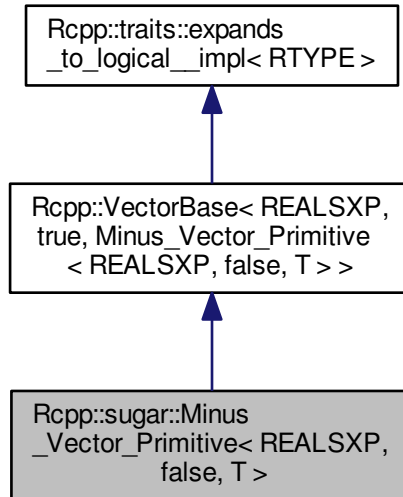 Rcpp::traits::expands
_to_logical__impl< RTYPE >
Rcpp::VectorBase< REALSXP,
true, Minus_Vector_Primitive
< REALSXP, false, T > >
Rcpp::sugar::Minus
_Vector_Primitive< REALSXP,
false, T >